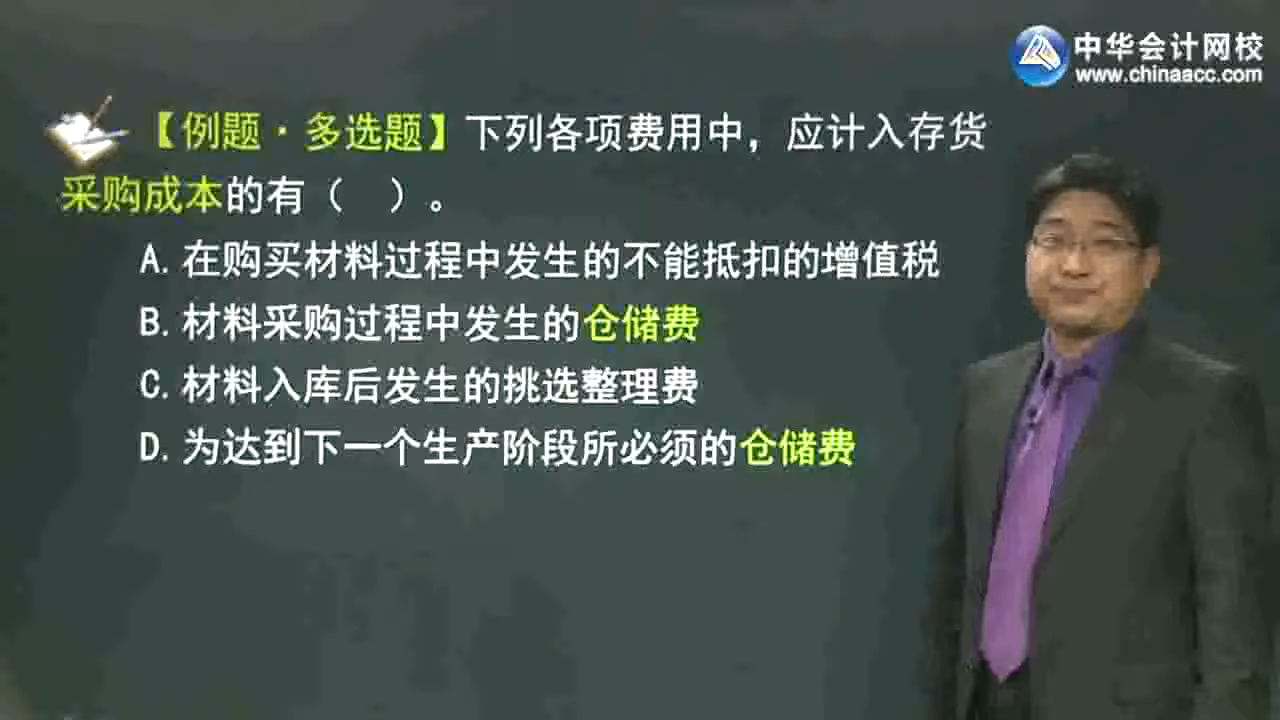 中华会计网校
www.chinaacc.com
【例题·多选题】下列各项费用中，应计入存货
采购成本的有（　）。
A. 在购买材料过程中发生的不能抵扣的增值税
B. 材料采购过程中发生的仓储费
C. 材料入库后发生的挑选整理费
D. 为达到下一个生产阶段所必须的仓储费